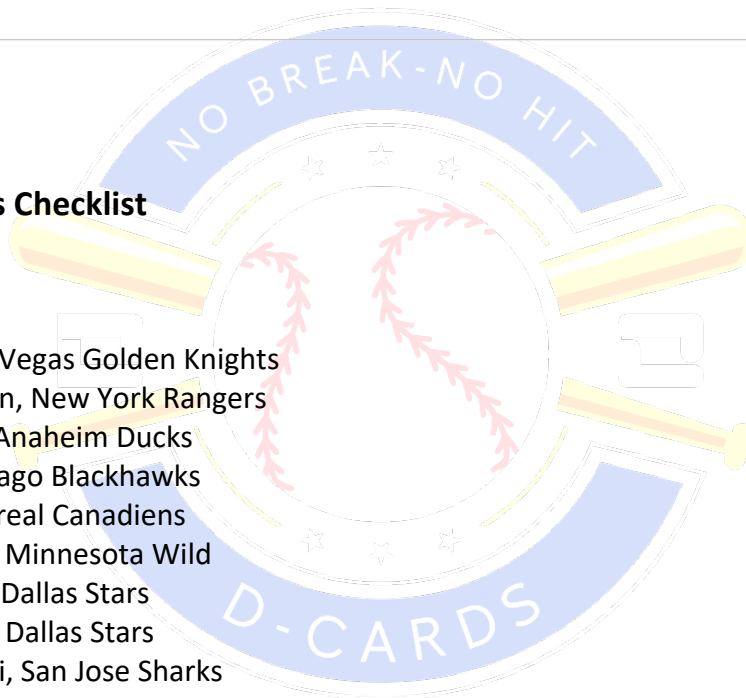 NO BREAK-NO HIT
s Checklist
Vegas Golden Knights
n, New York Rangers
Anaheim Ducks
ago Blackhawks
real Canadiens
Minnesota Wild
Dallas Stars
Dallas Stars
i, San Jose Sharks
D-CARDS